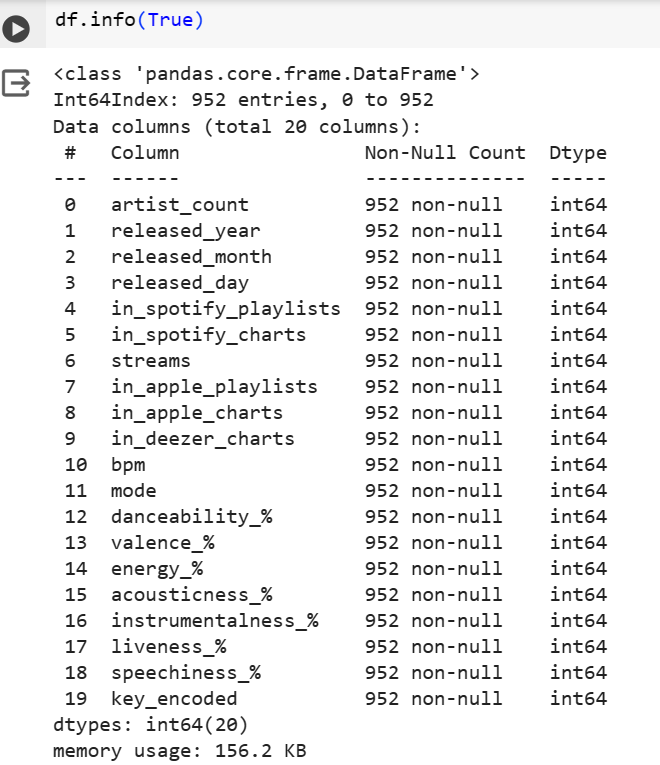 df.info(True)
<class 'pandas.core.frame.DataFrame'>
Int64Index: 952 entries, 0 to 952
Data columns (total 20 columns):
 #   Column                Non-Null Count  Dtype
---  ------                --------------  -----
 0   artist_count          952 non-null    int64
 1   released_year         952 non-null    int64
 2   released_month        952 non-null    int64
 3   released_day          952 non-null    int64
 4   in_spotify_playlists  952 non-null    int64
 5   in_spotify_charts     952 non-null    int64
 6   streams               952 non-null    int64
 7   in_apple_playlists    952 non-null    int64
 8   in_apple_charts       952 non-null    int64
 9   in_deezer_charts      952 non-null    int64
 10  bpm                   952 non-null    int64
 11  mode                  952 non-null    int64
 12  danceability_%        952 non-null    int64
 13  valence_%             952 non-null    int64
 14  energy_%              952 non-null    int64
 15  acousticness_%        952 non-null    int64
 16  instrumentalness_%    952 non-null    int64
 17  liveness_%            952 non-null    int64
 18  speechiness_%         952 non-null    int64
 19  key_encoded           952 non-null    int64
dtypes: int64(20)
memory usage: 156.2 KB